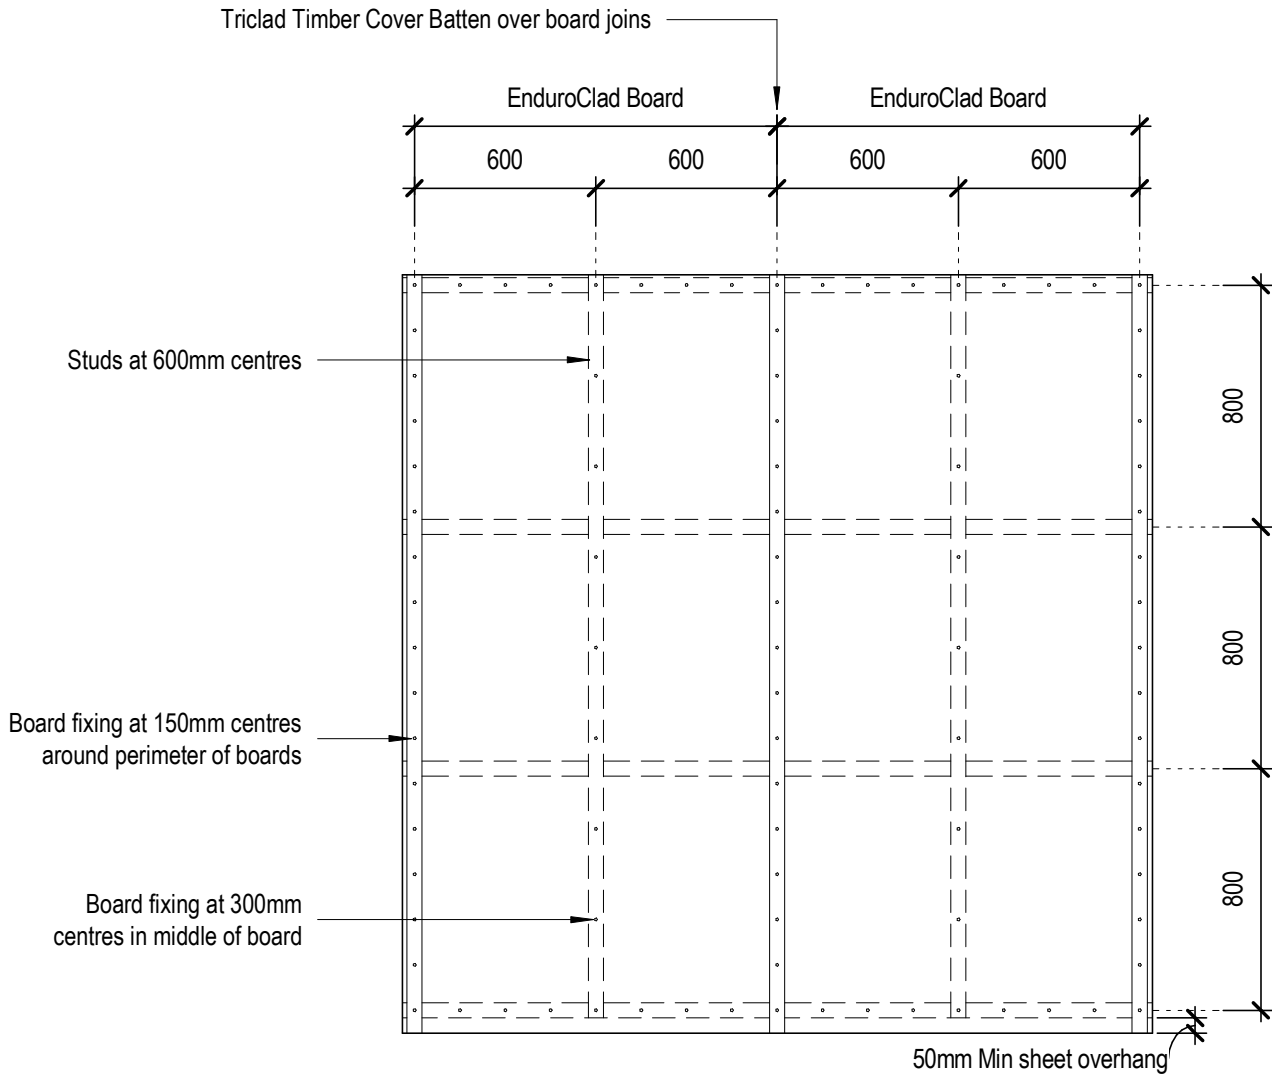 Triclad Timber Cover Batten over board joins
EnduroClad Board
EnduroClad Board
600
600
600
600
Studs at 600mm centres
800
800
Board fixing at 150mm centres
around perimeter of boards
Board fixing at 300mm
centres in middle of board
800
50mm Min sheet overhang